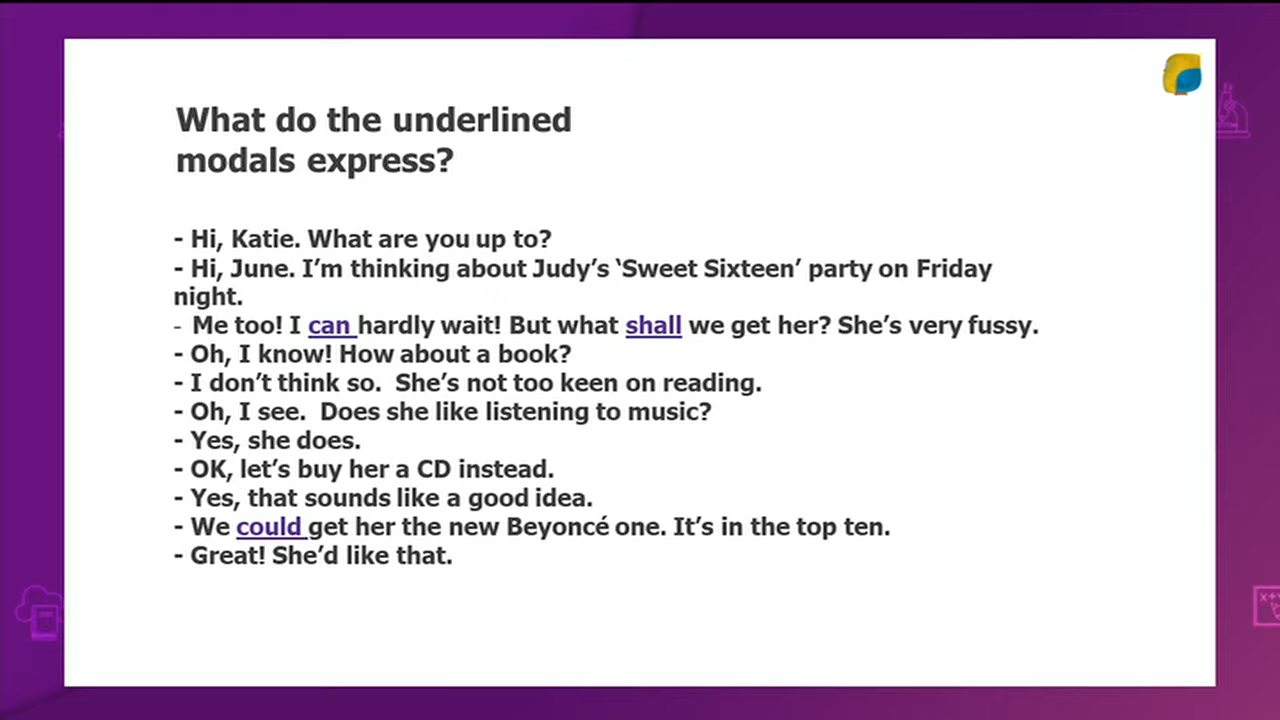 What do the underlined
modals express?
- Hi, Katie. What are you up to?
- Hi, June. I’m thinking about Judy’s ‘Sweet Sixteen’ party on Friday
night.
- Me too! I can hardly wait! But what shall we get her? She’s very fussy.
- Oh, I know! How about a book?
- I don’t think so.  She’s not too keen on reading.
- Oh, I see.  Does she like listening to music?
- Yes, she does.
- OK, let’s buy her a CD instead.
- Yes, that sounds like a good idea.
- We could get her the new Beyoncé one. It’s in the top ten.
- Great! She’d like that.